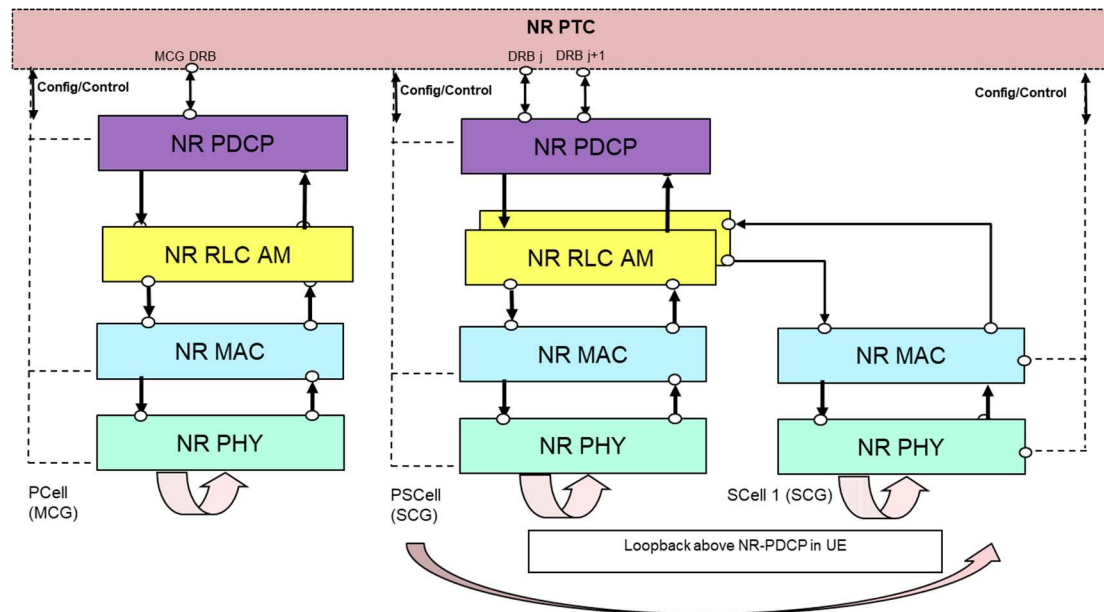 NR PTC
MCG DRB
DRB j
DRB j+1
Config/Control
Config/Control
Config/Control
NR PDCP
NR PDCP
NR RLC AM
NR RLC AM
NR MAC
NR MAC
NR MAC
NR PHY
NR PHY
NR PHY
PCell
(MCG)
PSCell
(SCG)
SCell 1 (SCG)
Loopback above NR-PDCP in UE